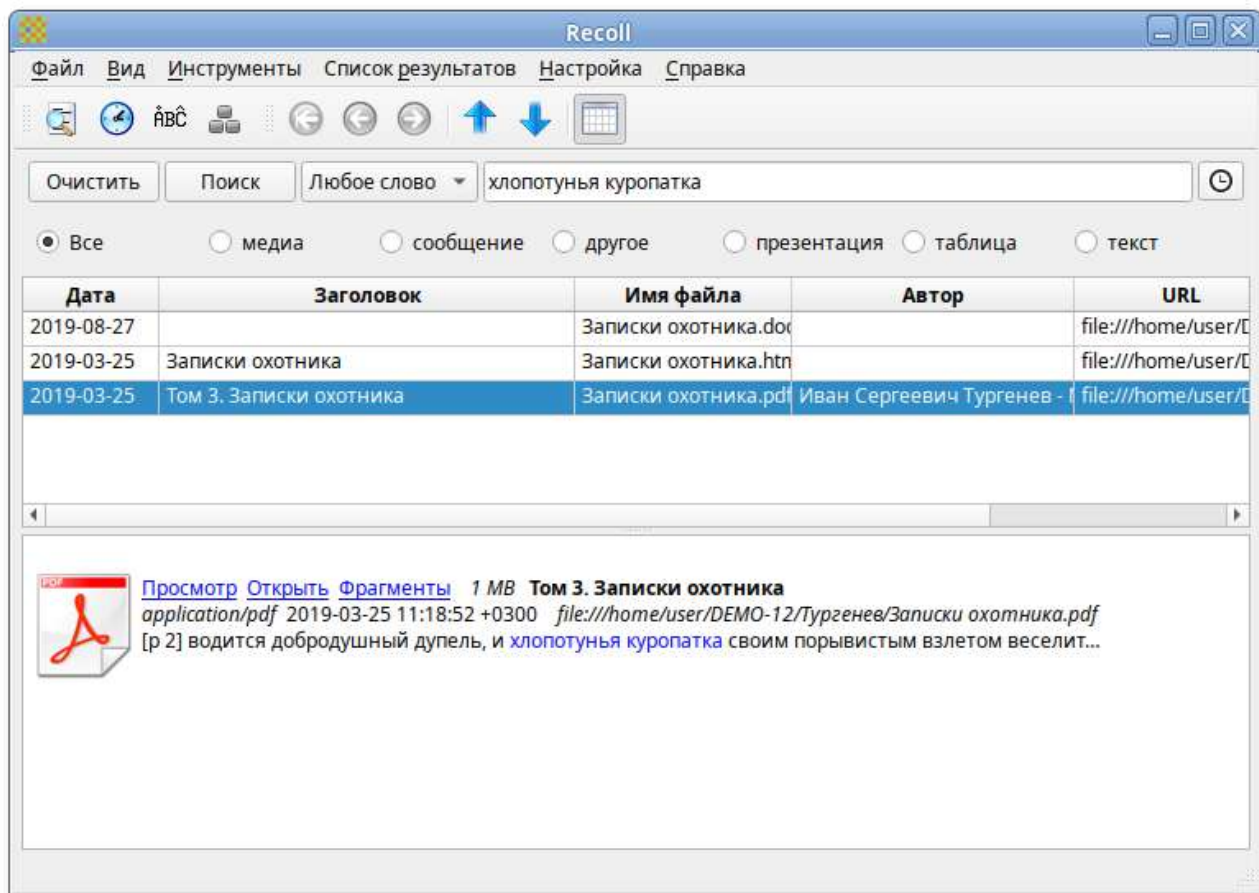 Recoll
Файл Вид Инструменты Список результатов Настройка Справка
ÅBĈ
Очистить Поиск Любое слово хлопотунья куропатка
Все медиа сообщение другое презентация таблица текст
Дата Заголовок Имя файла Автор URL
2019-08-27 Записки охотника.doc file:///home/user/D
2019-03-25 Записки охотника Записки охотника.htm file:///home/user/D
2019-03-25 Том 3. Записки охотника Записки охотника.pdf Иван Сергеевич Тургенев - file:///home/user/D
PDF
Просмотр Открыть Фрагменты 1 MB Том 3. Записки охотника
application/pdf 2019-03-25 11:18:52 +0300 file:///home/user/DEMO-12/Тургенев/Записки охотника.pdf
[p 2] водится добродушный дупель, и хлопотунья куропатка своим порывистым взлетом веселит...